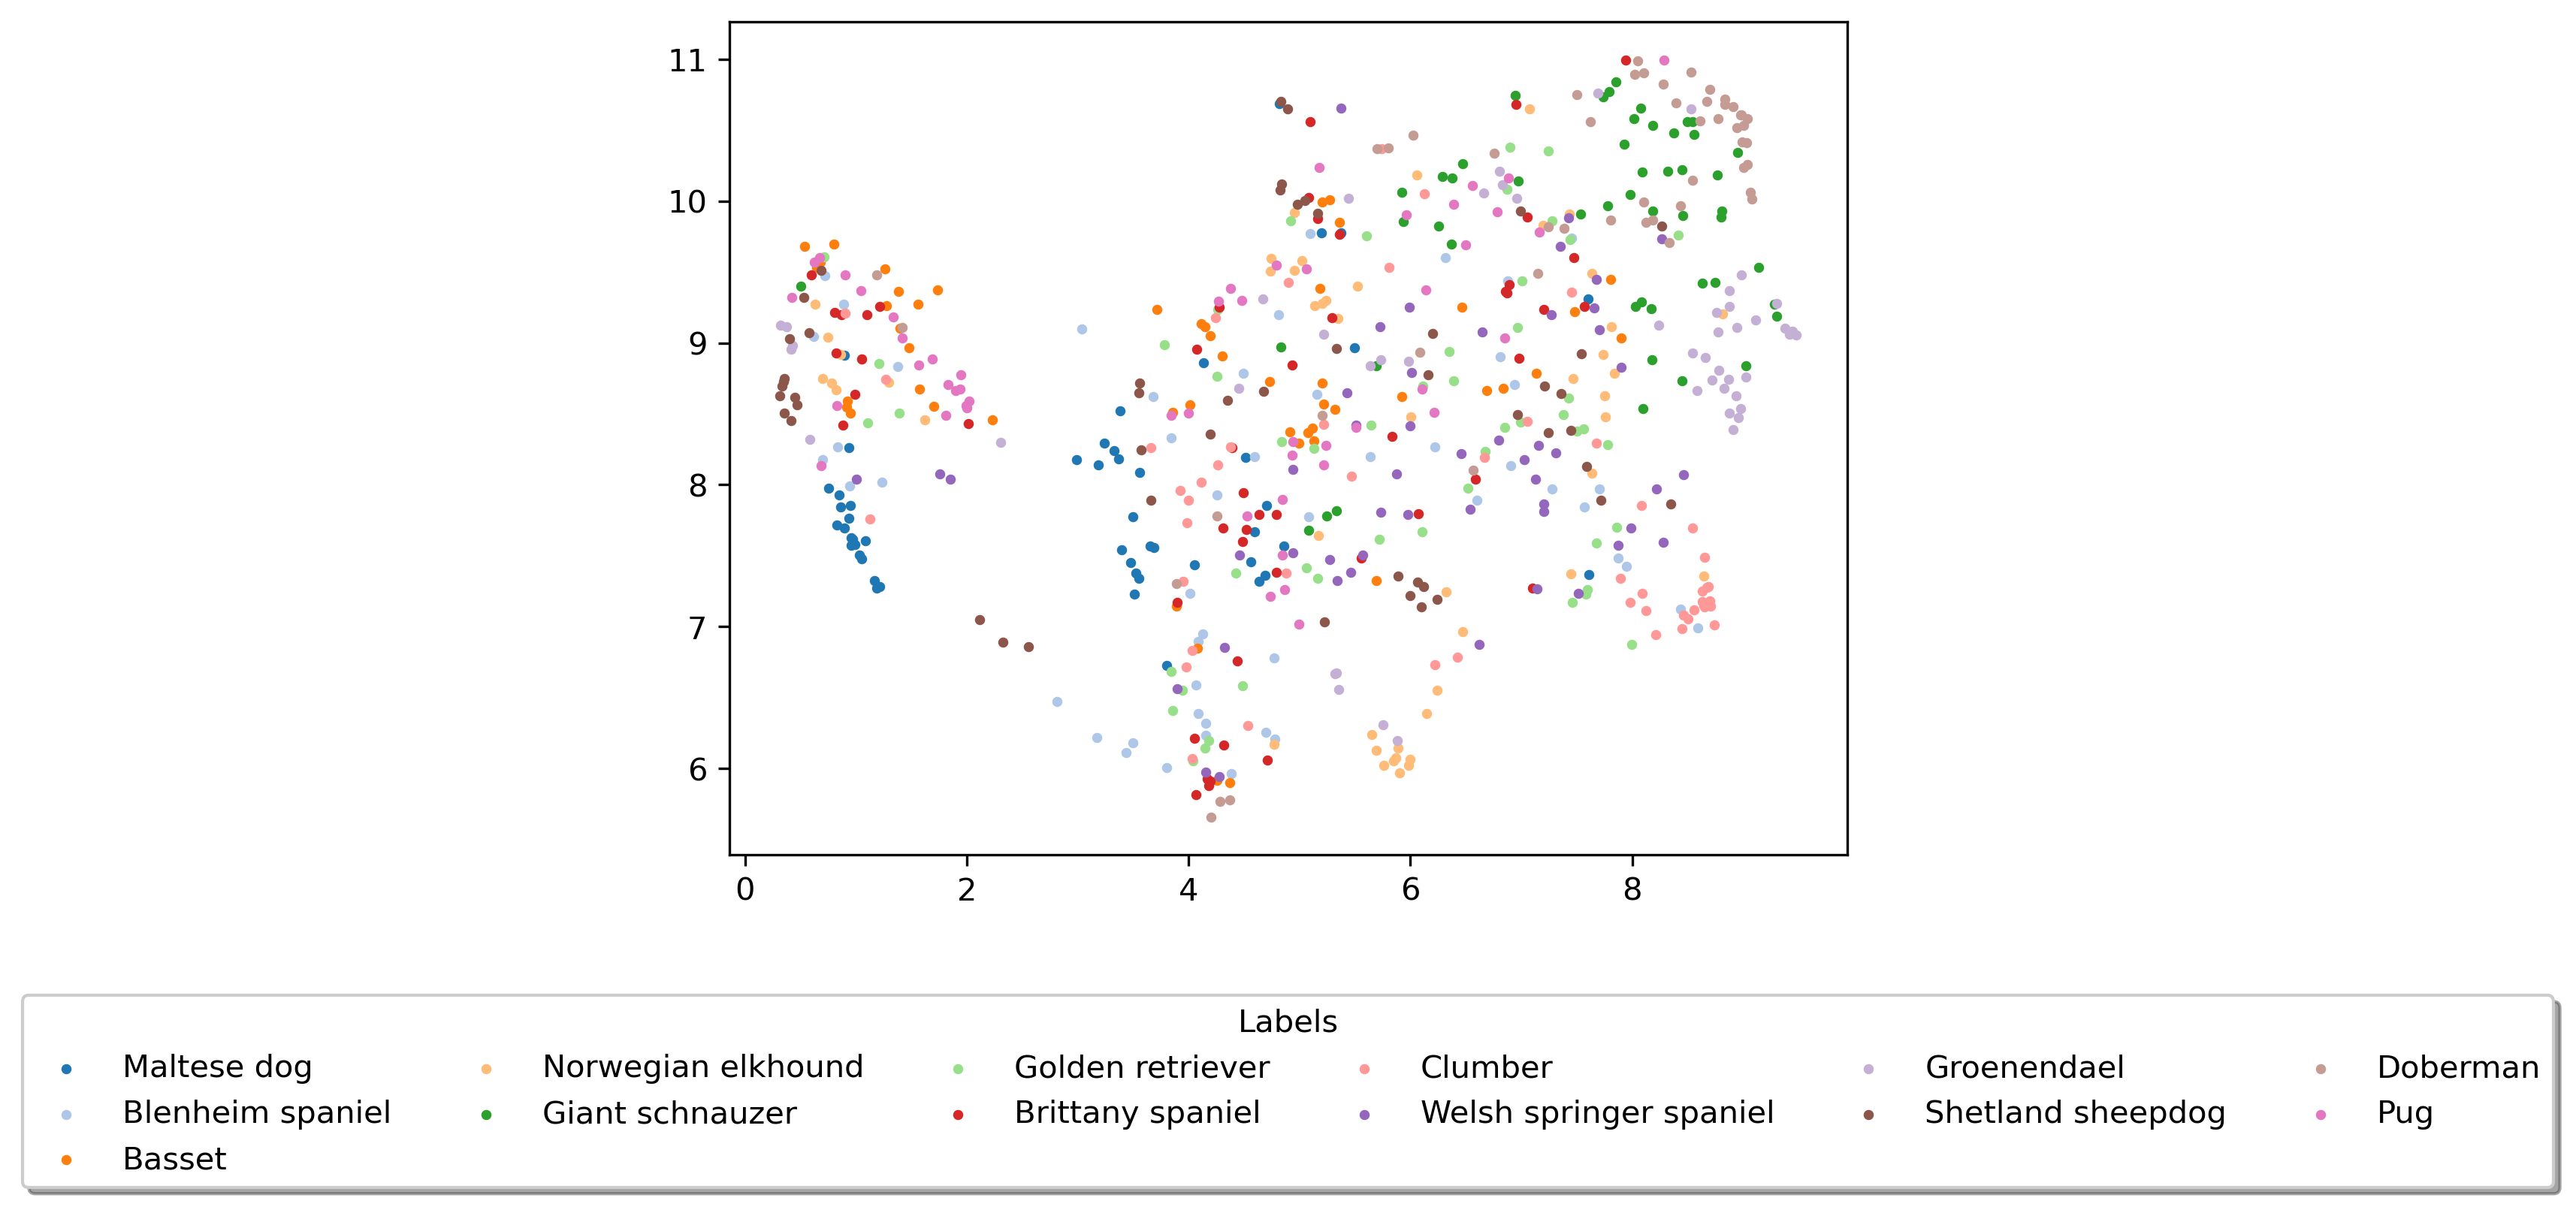 11
10
9
8
7
6
0 2 4 6 8
Labels
Maltese dog Norwegian elkhound Golden retriever Clumber Groenendael Doberman
Blenheim spaniel Giant schnauzer Brittany spaniel Welsh springer spaniel Shetland sheepdog Pug
Basset